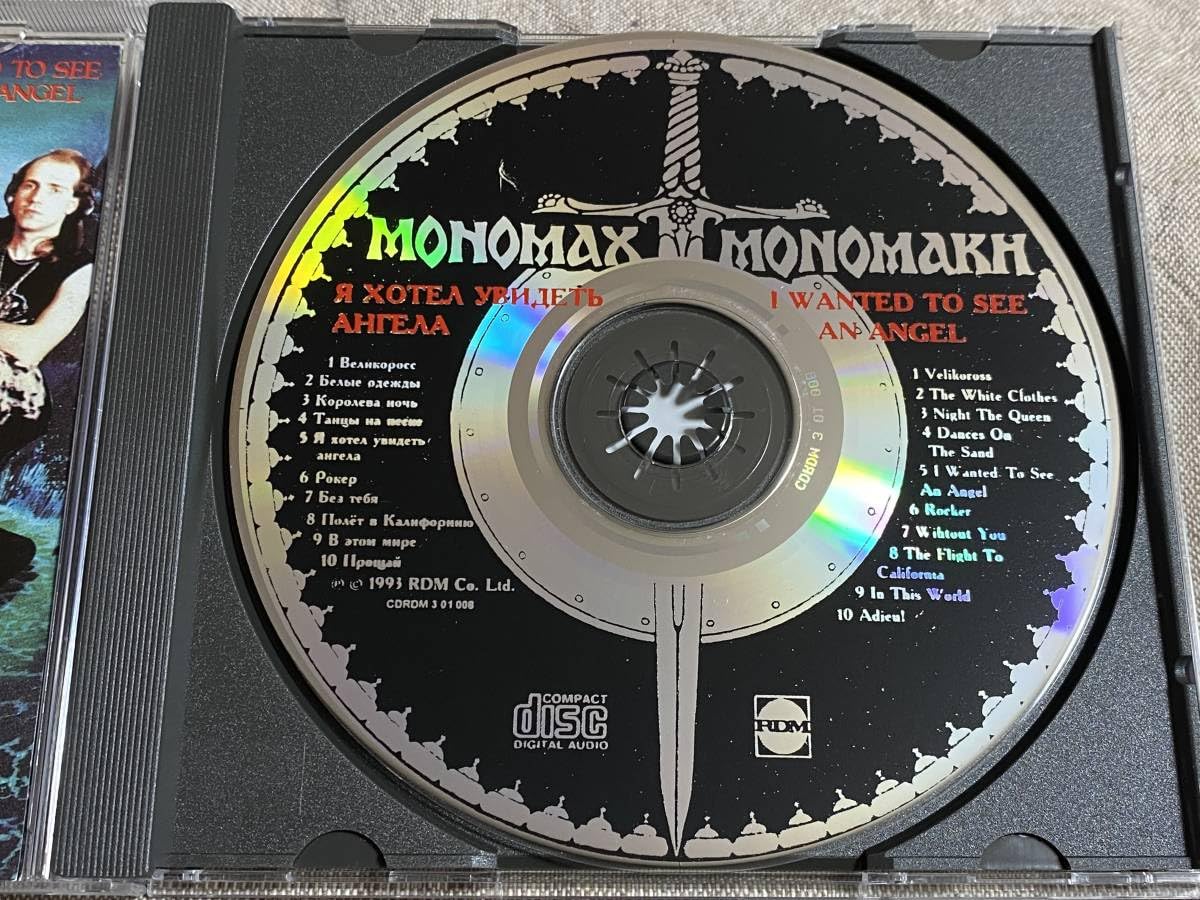 TO SEE
ANGEL
МОНОМАХ
MONOMAKH
Я ХОТЕЛ УВИДЕТЬ
АНГЕЛА
1 Великоросс
2 Белые одежды
3 Королева ночь
4 Танцы на песке
5 Я хотел увидеть
ангела
6 Рокер
7 Без тебя
8 Полёт в Калифорнию
9 В этом мире
10 Прощай
℗ © 1993 RDM Co. Ltd.
CDRDM 3 01 008
I WANTED TO SEE
AN ANGEL
1 Velikoross
2 The White Clothes
3 Night The Queen
4 Dances On
The Sand
5 I Wanted To See
An Angel
6 Rocker
7 Wihtout You
8 The Flight To
California
9 In This World
10 Adieu!
CDRDM 3 01 008
COMPACT
disc
DIGITAL AUDIO
RDM